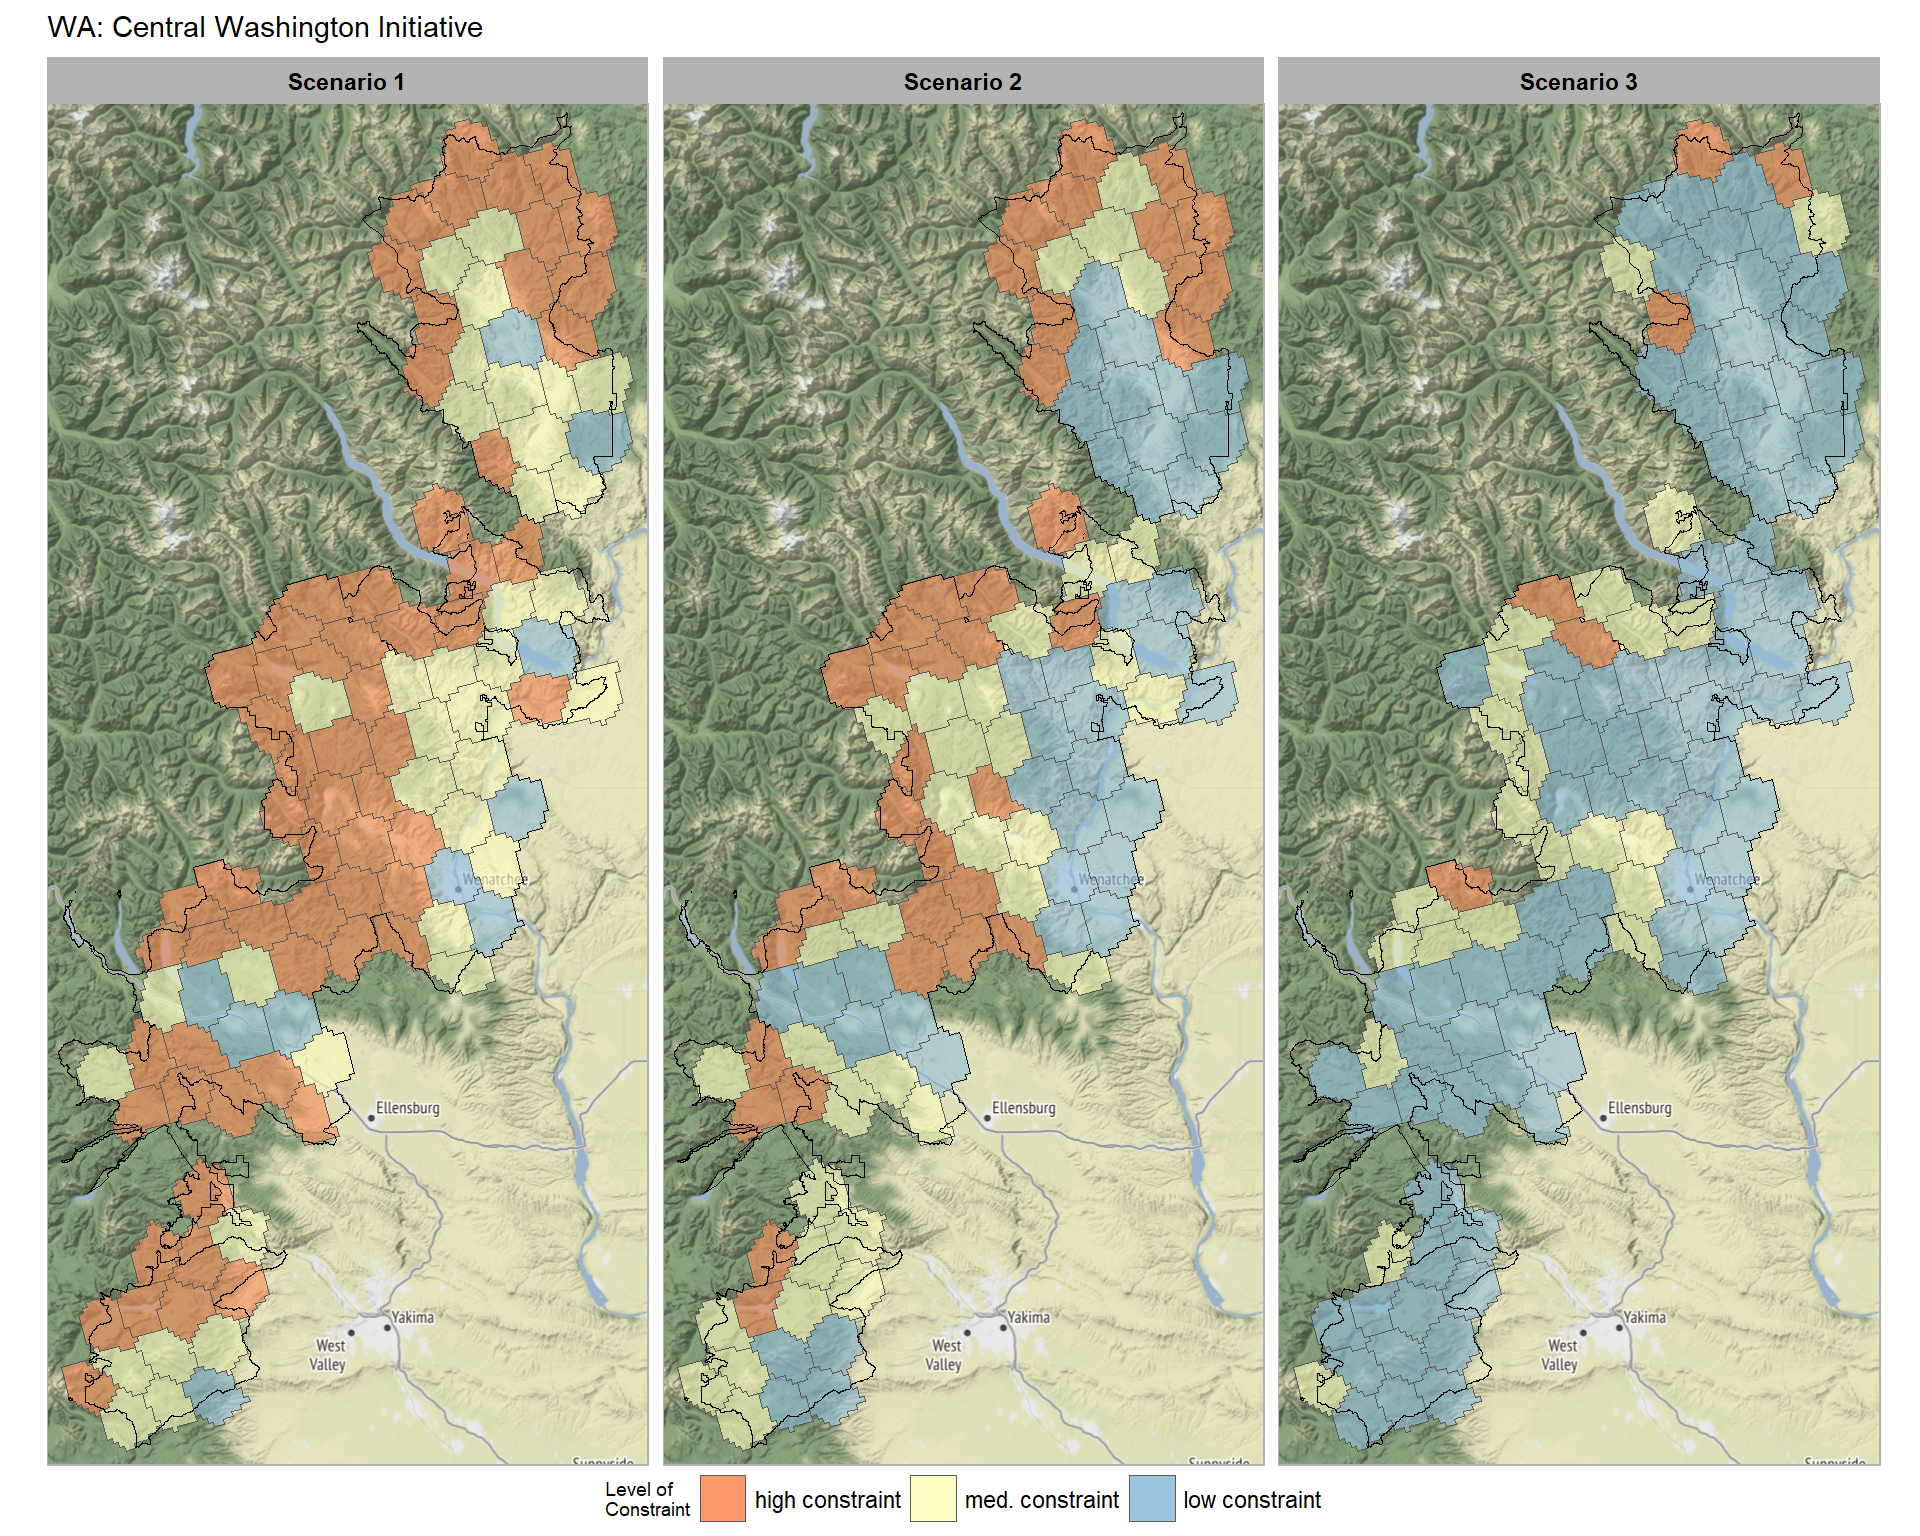 WA: Central Washington Initiative
Scenario 1
Scenario 2
Scenario 3
Wenatchee
Wenatchee
Wenatchee
Ellensburg
Ellensburg
Ellensburg
Yakima
Yakima
Yakima
West
Valley
West
Valley
West
Valley
Sunnyside
Sunnyside
Sunnyside
Level of
Constraint
high constraint
med. constraint
low constraint